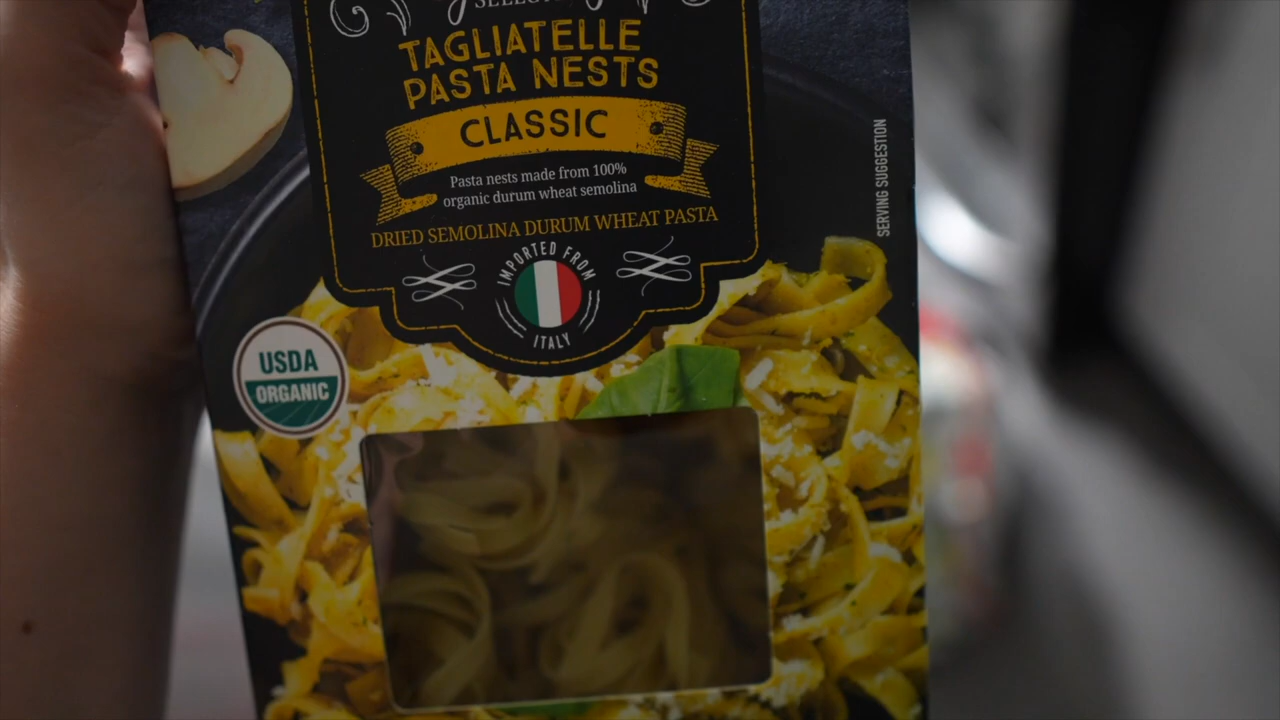 TAGLIATELLE
PASTA NESTS
CLASSIC
Pasta nests made from 100%
organic durum wheat semolina
DRIED SEMOLINA DURUM WHEAT PASTA
IMPORTED FROM
ITALY
SERVING SUGGESTION
USDA
ORGANIC